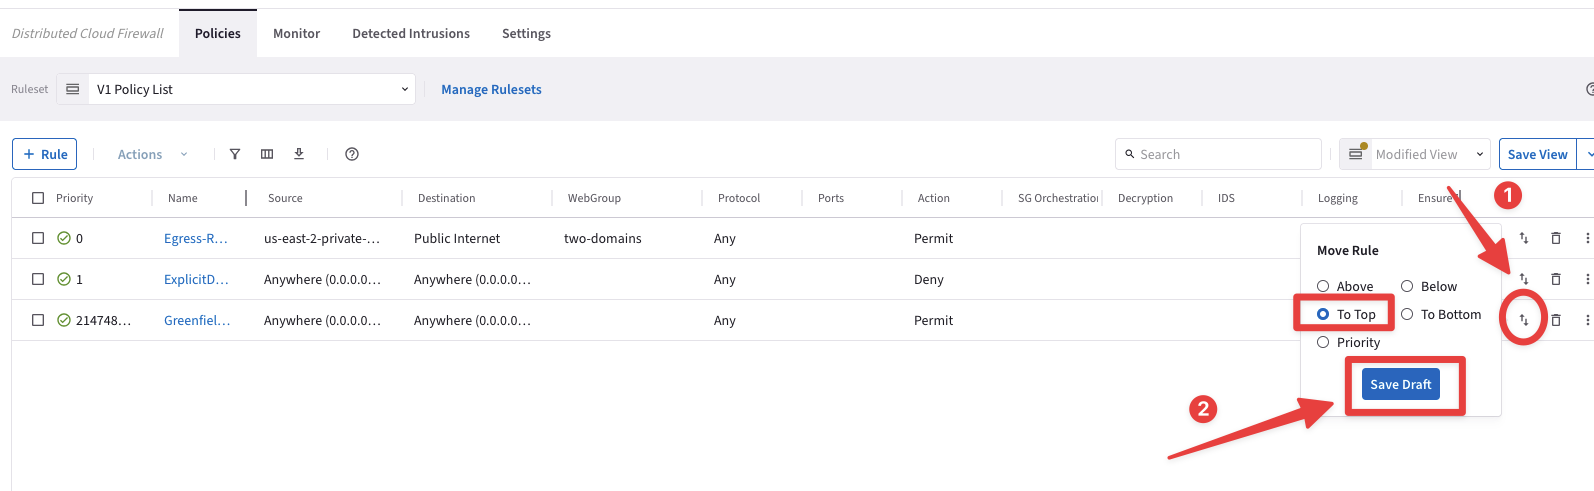 Distributed Cloud Firewall Policies Monitor Detected Intrusions Settings
Ruleset V1 Policy List Manage Rulesets
+ Rule Actions Search Modified View Save View
Priority Name Source Destination WebGroup Protocol Ports Action SG Orchestration Decryption IDS Logging Ensure
1
0 Egress-R... us-east-2-private-... Public Internet two-domains Any Permit
1 ExplicitD... Anywhere (0.0.0.0... Anywhere (0.0.0.0... Any Deny
214748... Greenfiel... Anywhere (0.0.0.0... Anywhere (0.0.0.0... Any Permit
Move Rule
Above Below
To Top To Bottom
Priority
Save Draft
2